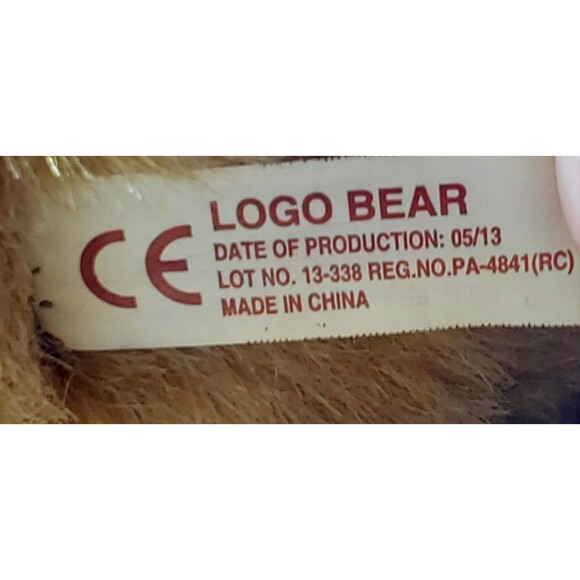 CE
LOGO BEAR
DATE OF PRODUCTION: 05/13
LOT NO. 13-338 REG.NO.PA-4841(RC)
MADE IN CHINA